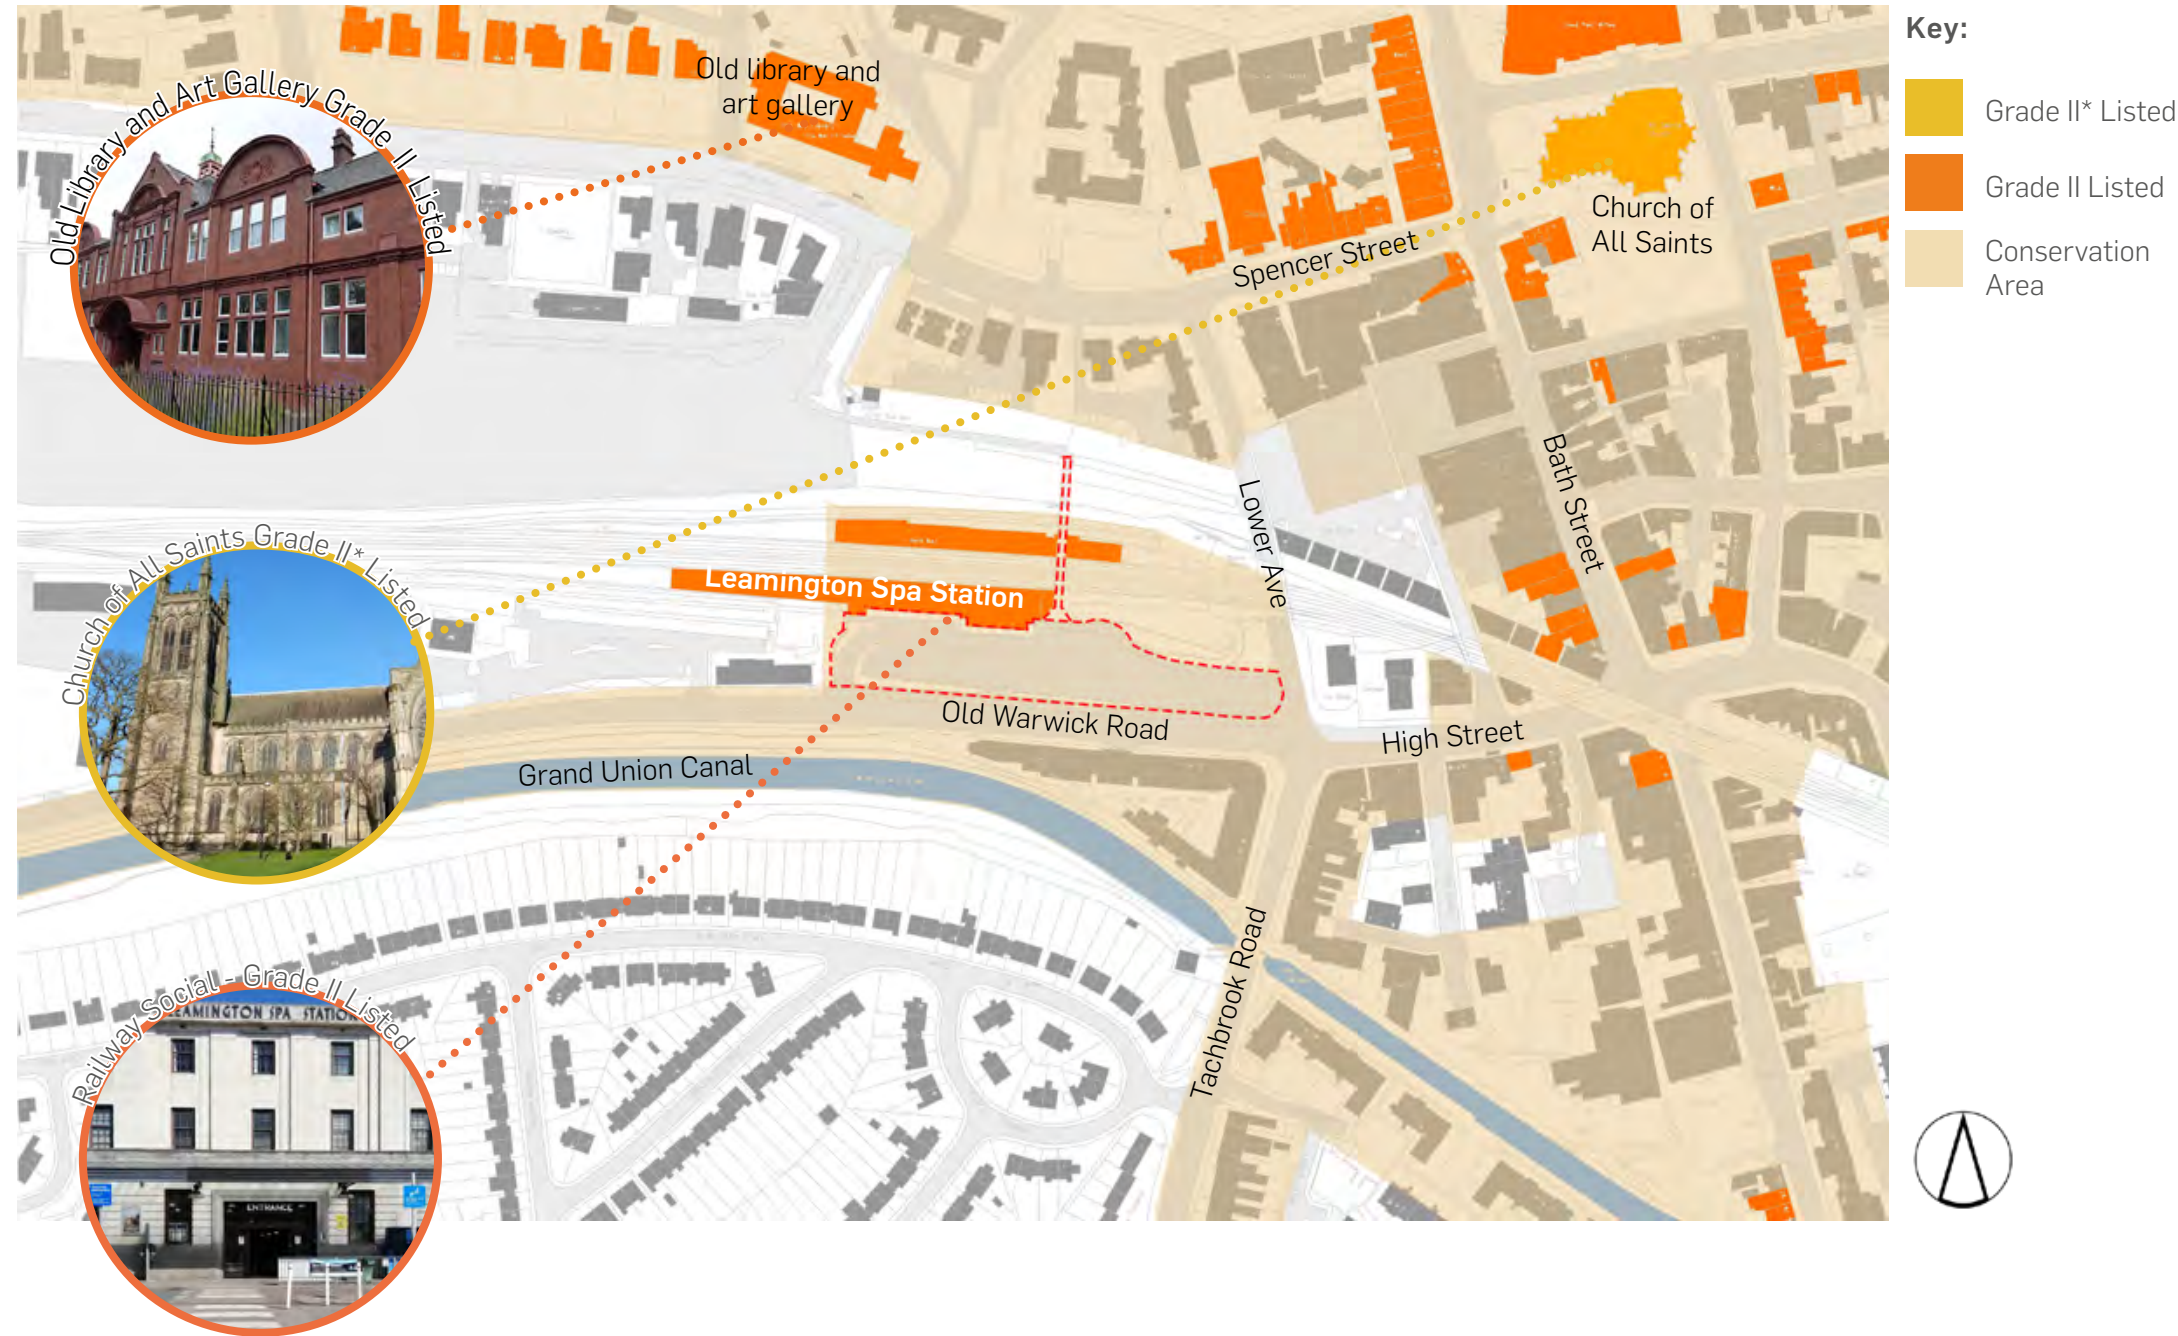 Key:
Grade II* Listed
Grade II Listed
Conservation
Area
Old Library and Art Gallery Grade II Listed
Old library and
art gallery
Church of
All Saints
Spencer Street
Bath Street
Lower Ave
Church of All Saints Grade II* Listed
Leamington Spa Station
Old Warwick Road
High Street
Grand Union Canal
Tachbrook Road
Railway Social - Grade II Listed
LEAMINGTON SPA STATION
ENTRANCE